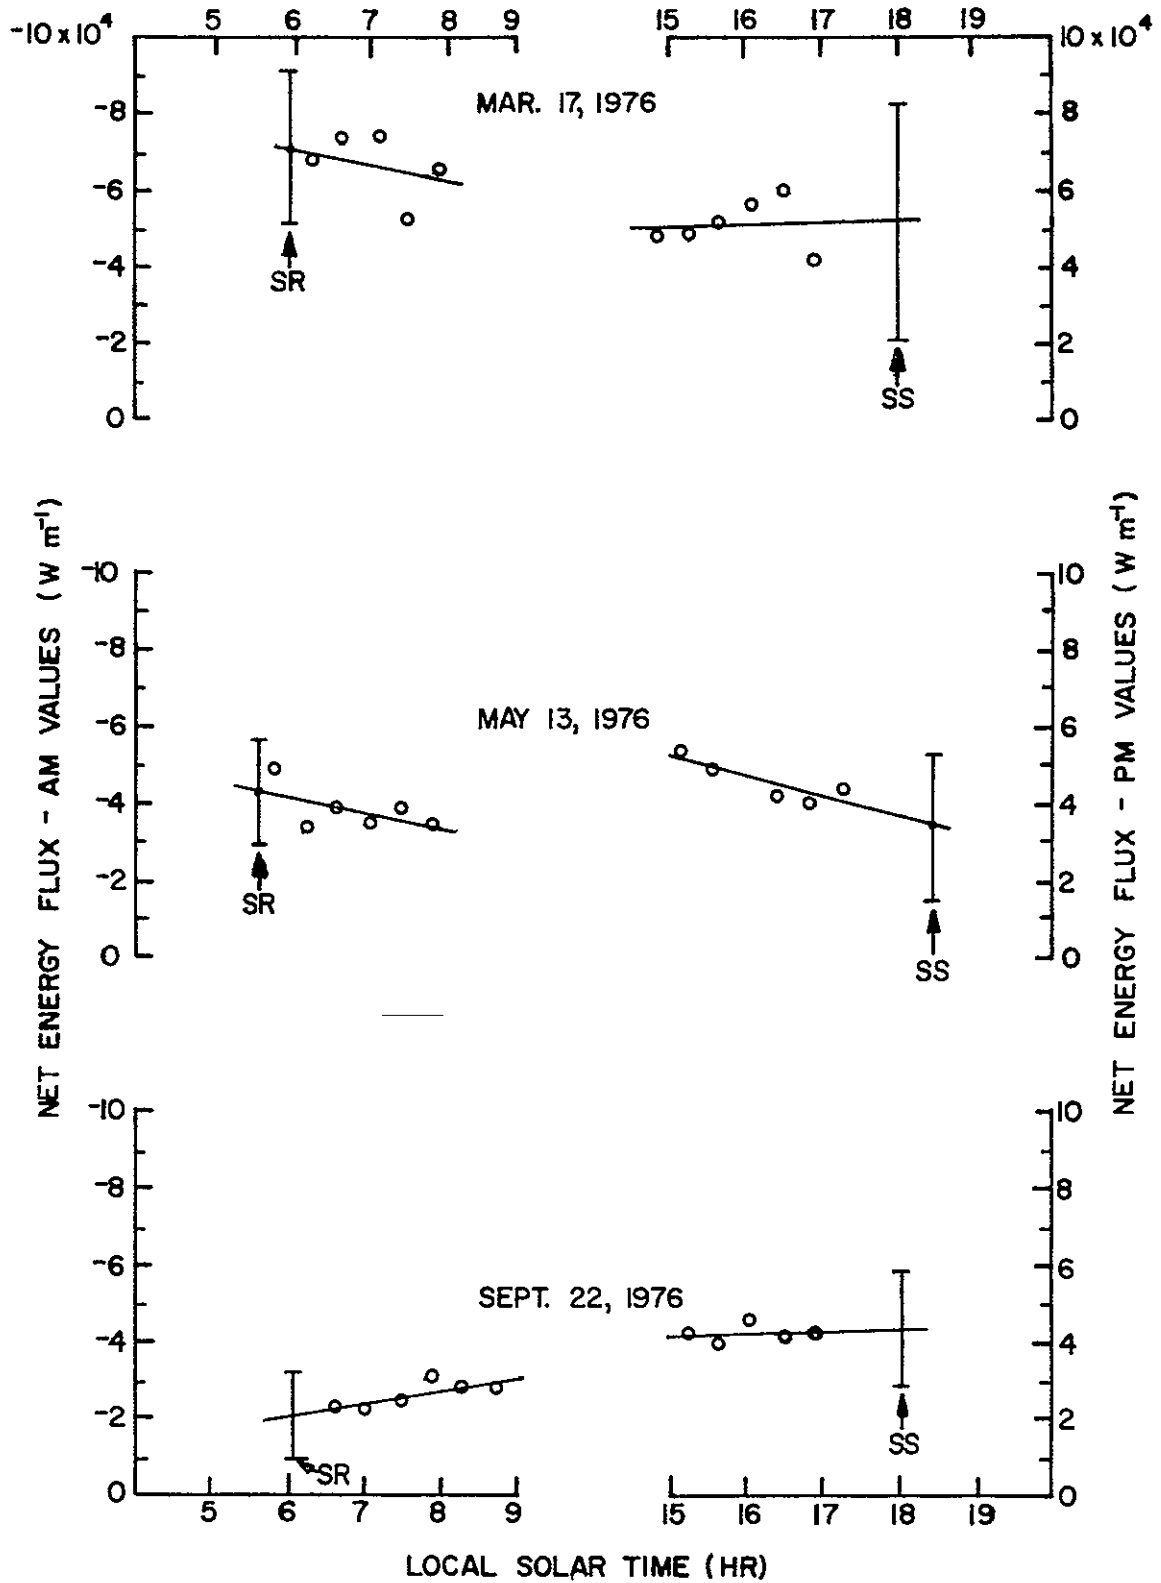 5 6 7 8 9 15 16 17 18 19
-10 x 10⁴ 10 x 10⁴
MAR. 17, 1976
-8 8
-6 6
-4 4
SR
-2 2
SS
0 0
NET ENERGY FLUX - AM VALUES (W m⁻¹)
NET ENERGY FLUX - PM VALUES (W m⁻¹)
-10 10
-8 8
-6 6
MAY 13, 1976
-4 4
-2 2
SR
0 0
SS
-10 10
-8 8
-6 6
SEPT. 22, 1976
-4 4
-2 2
SS
SR
0 0
5 6 7 8 9 15 16 17 18 19
LOCAL SOLAR TIME (HR)